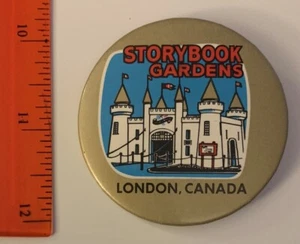 STORYBOOK
GARDENS
LONDON, CANADA
10
11
12